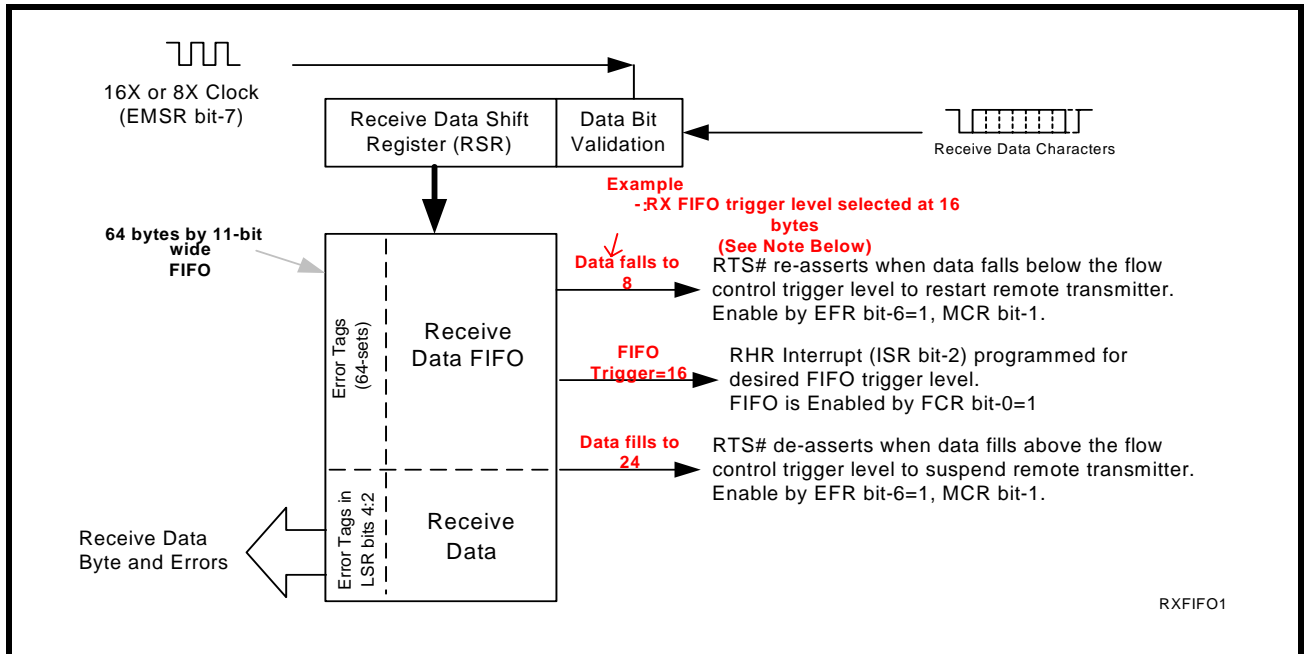 16X or 8X Clock
(EMSR bit-7)
Receive Data Shift
Register (RSR)
Data Bit
Validation
Receive Data Characters
Example
-:RX FIFO trigger level selected at 16
bytes
(See Note Below)
64 bytes by 11-bit
wide
FIFO
Data falls to
8
RTS# re-asserts when data falls below the flow
control trigger level to restart remote transmitter.
Enable by EFR bit-6=1, MCR bit-1.
Error Tags
(64-sets)
Receive
Data FIFO
FIFO
Trigger=16
RHR Interrupt (ISR bit-2) programmed for
desired FIFO trigger level.
FIFO is Enabled by FCR bit-0=1
Data fills to
24
RTS# de-asserts when data fills above the flow
control trigger level to suspend remote transmitter.
Enable by EFR bit-6=1, MCR bit-1.
Error Tags in
LSR bits 4:2
Receive
Data
Receive Data
Byte and Errors
RXFIFO1